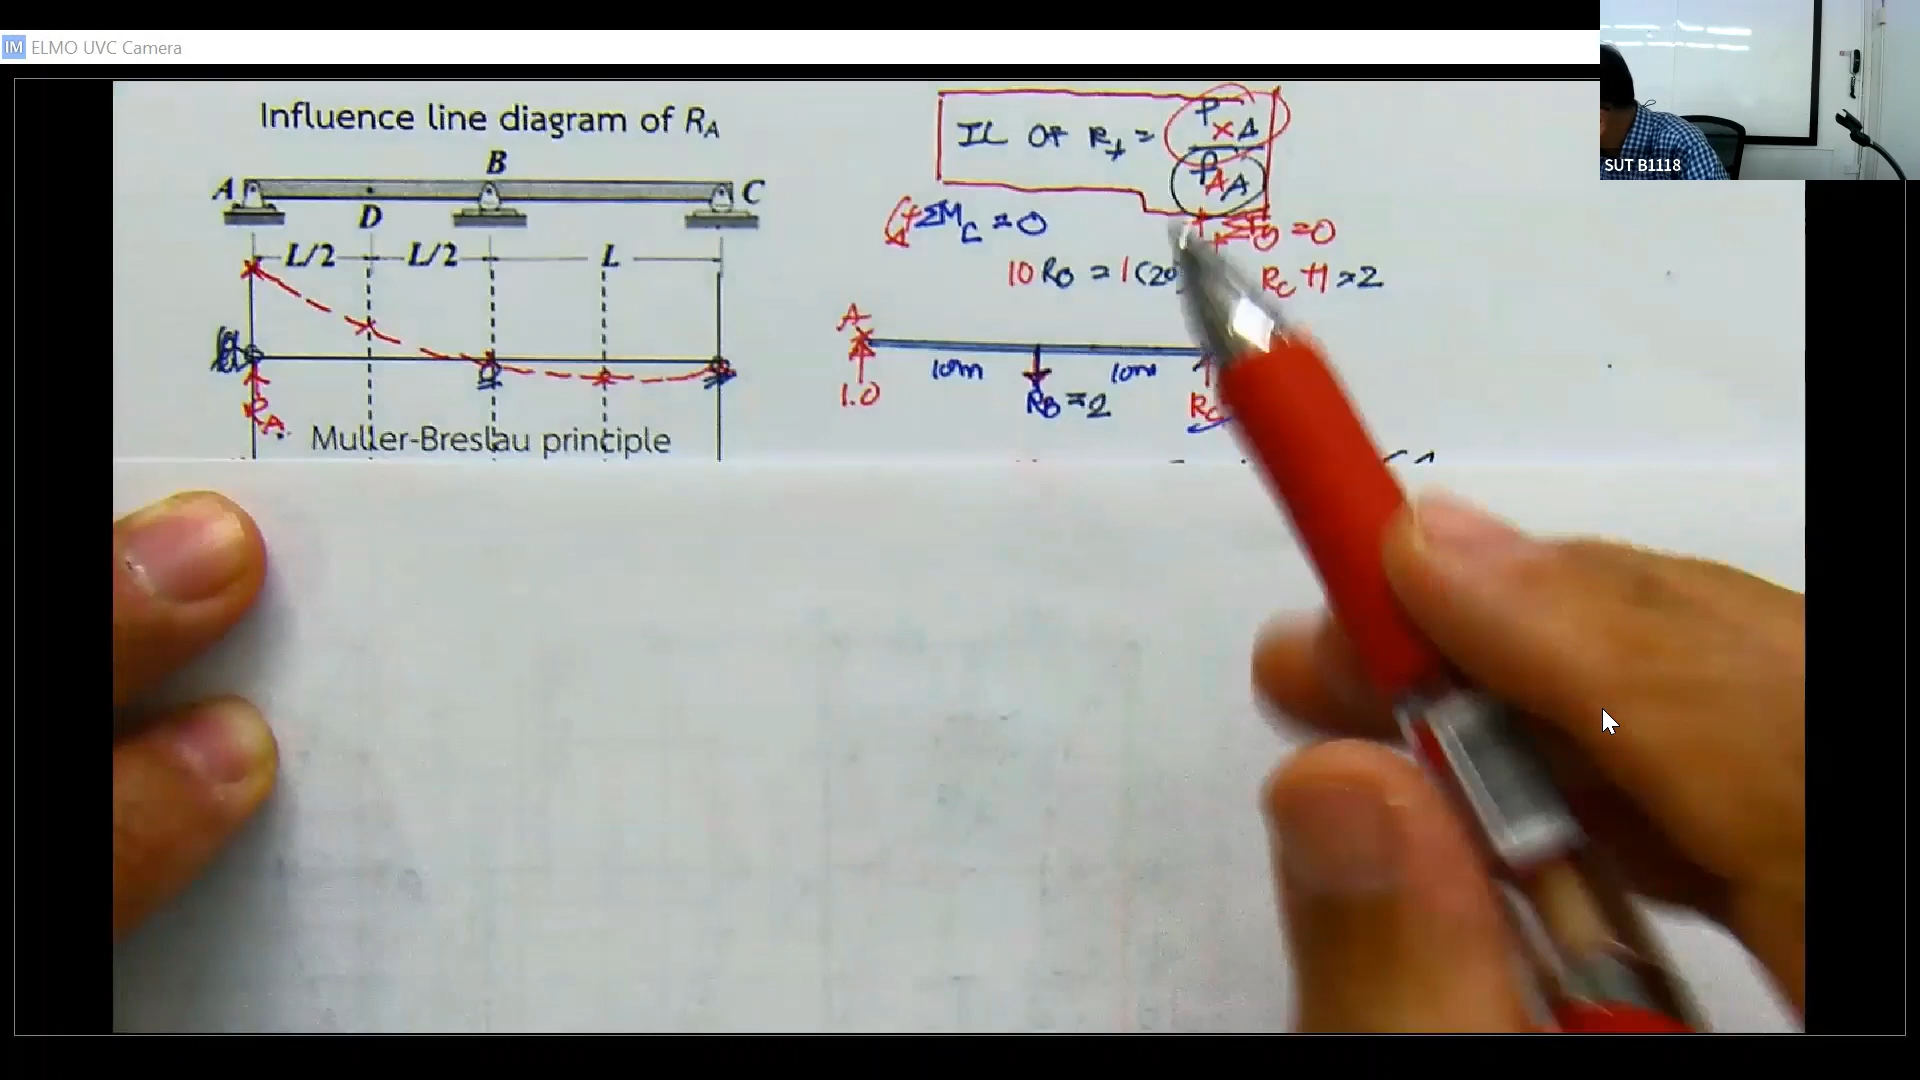 IM ELMO UVC Camera
SUT B1118
Influence line diagram of RA
A B C
D
L/2 L/2 L
RA
Muller-Breslau principle
IL OF RA =
+ΣMC = 0
10 RB = 1(20
= 0
RC + 1 = 2
A
10m 10m
1.0 RB = 2 RC